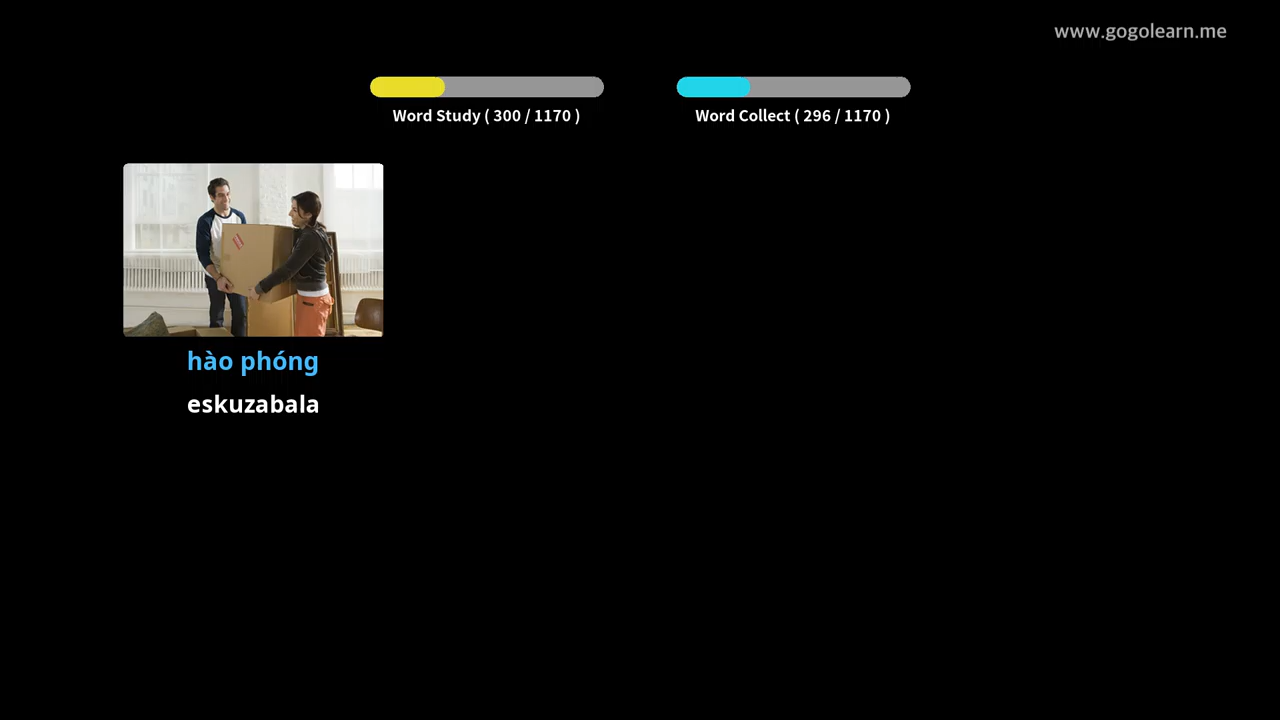 www.gogolearn.me
Word Study ( 300 / 1170 )
Word Collect ( 296 / 1170 )
hào phóng
eskuzabala